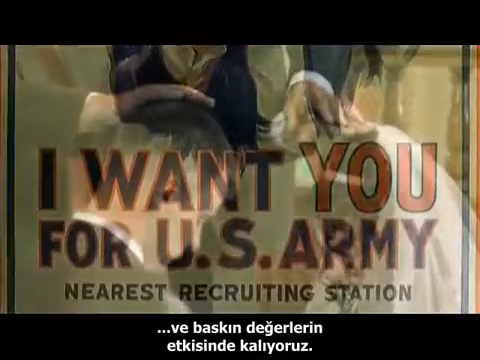 I WANT YOU
FOR U.S. ARMY
NEAREST RECRUITING STATION
...ve baskın değerlerin
etkisinde kalıyoruz.